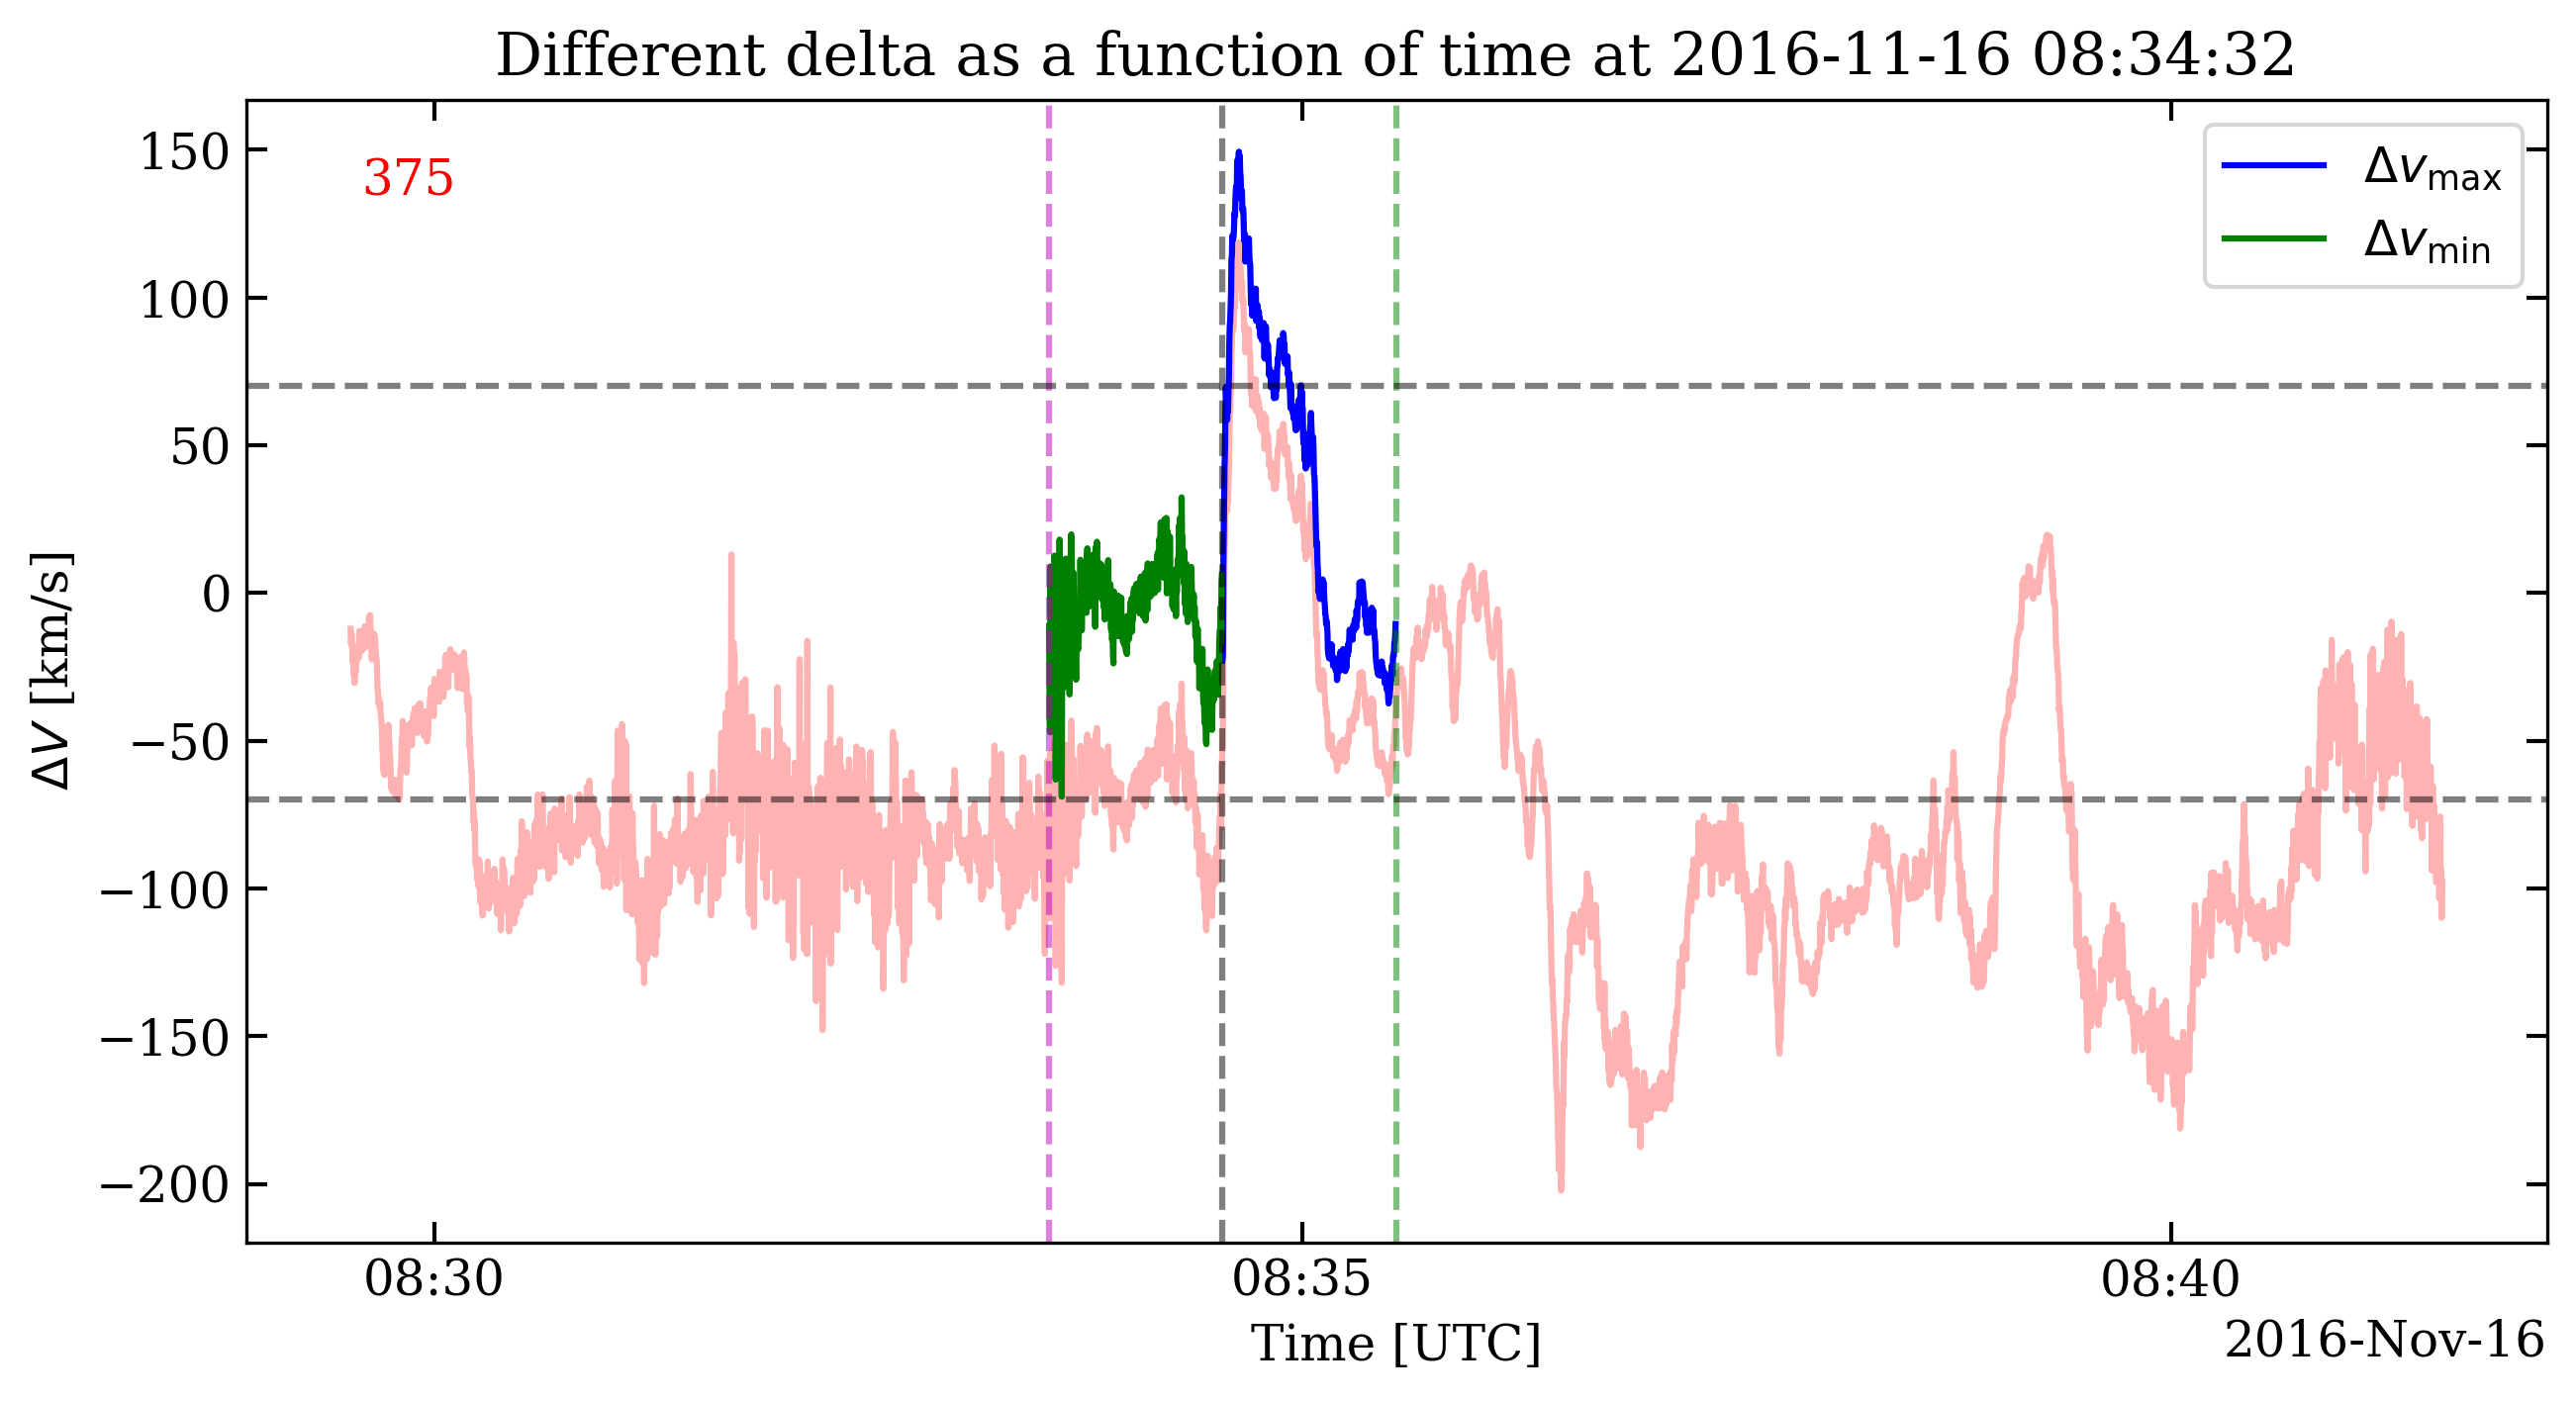 Different delta as a function of time at 2016-11-16 08:34:32
375
Δv_max
Δv_min
150
100
50
0
−50
−100
−150
−200
ΔV [km/s]
08:30
08:35
08:40
Time [UTC]
2016-Nov-16